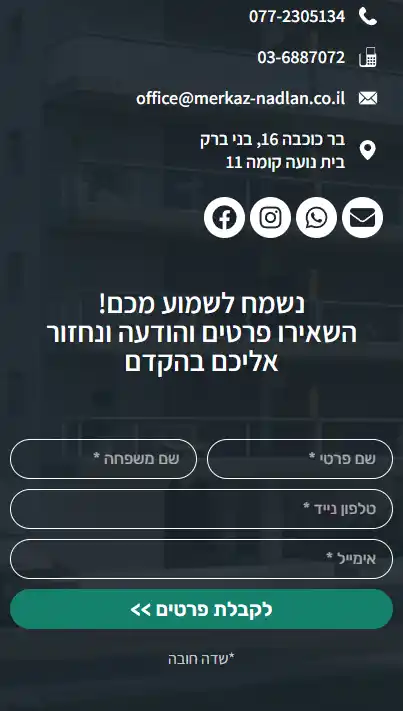 077-2305134
03-6887072
office@merkaz-nadlan.co.il
בר כוכבה 16, בני ברק
בית נועה קומה 11
נשמח לשמוע מכם!
השאירו פרטים והודעה ונחזור
אליכם בהקדם
שם פרטי *
שם משפחה *
טלפון נייד *
אימייל *
לקבלת פרטים >>
*שדה חובה